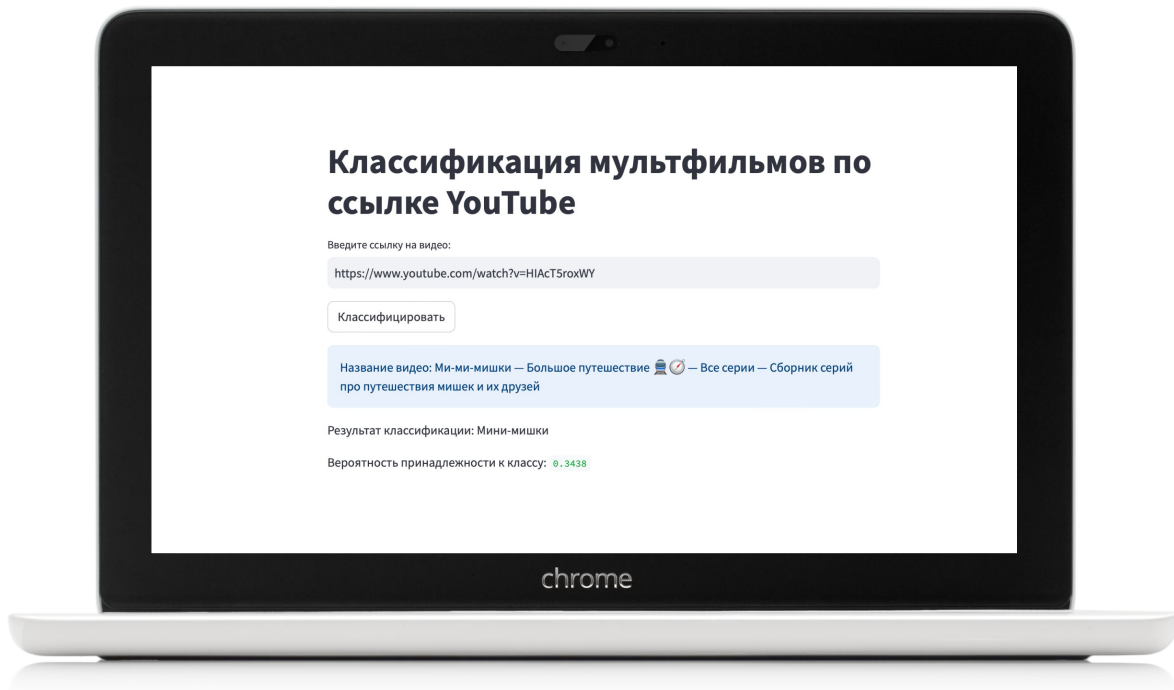 Классификация мультфильмов по
ссылке YouTube
Введите ссылку на видео:
https://www.youtube.com/watch?v=HIAcT5roxWY
Классифицировать
Название видео: Ми-ми-мишки — Большое путешествие 🚆🧭 — Все серии — Сборник серий
про путешествия мишек и их друзей
Результат классификации: Мини-мишки
Вероятность принадлежности к классу: 0.3438
chrome